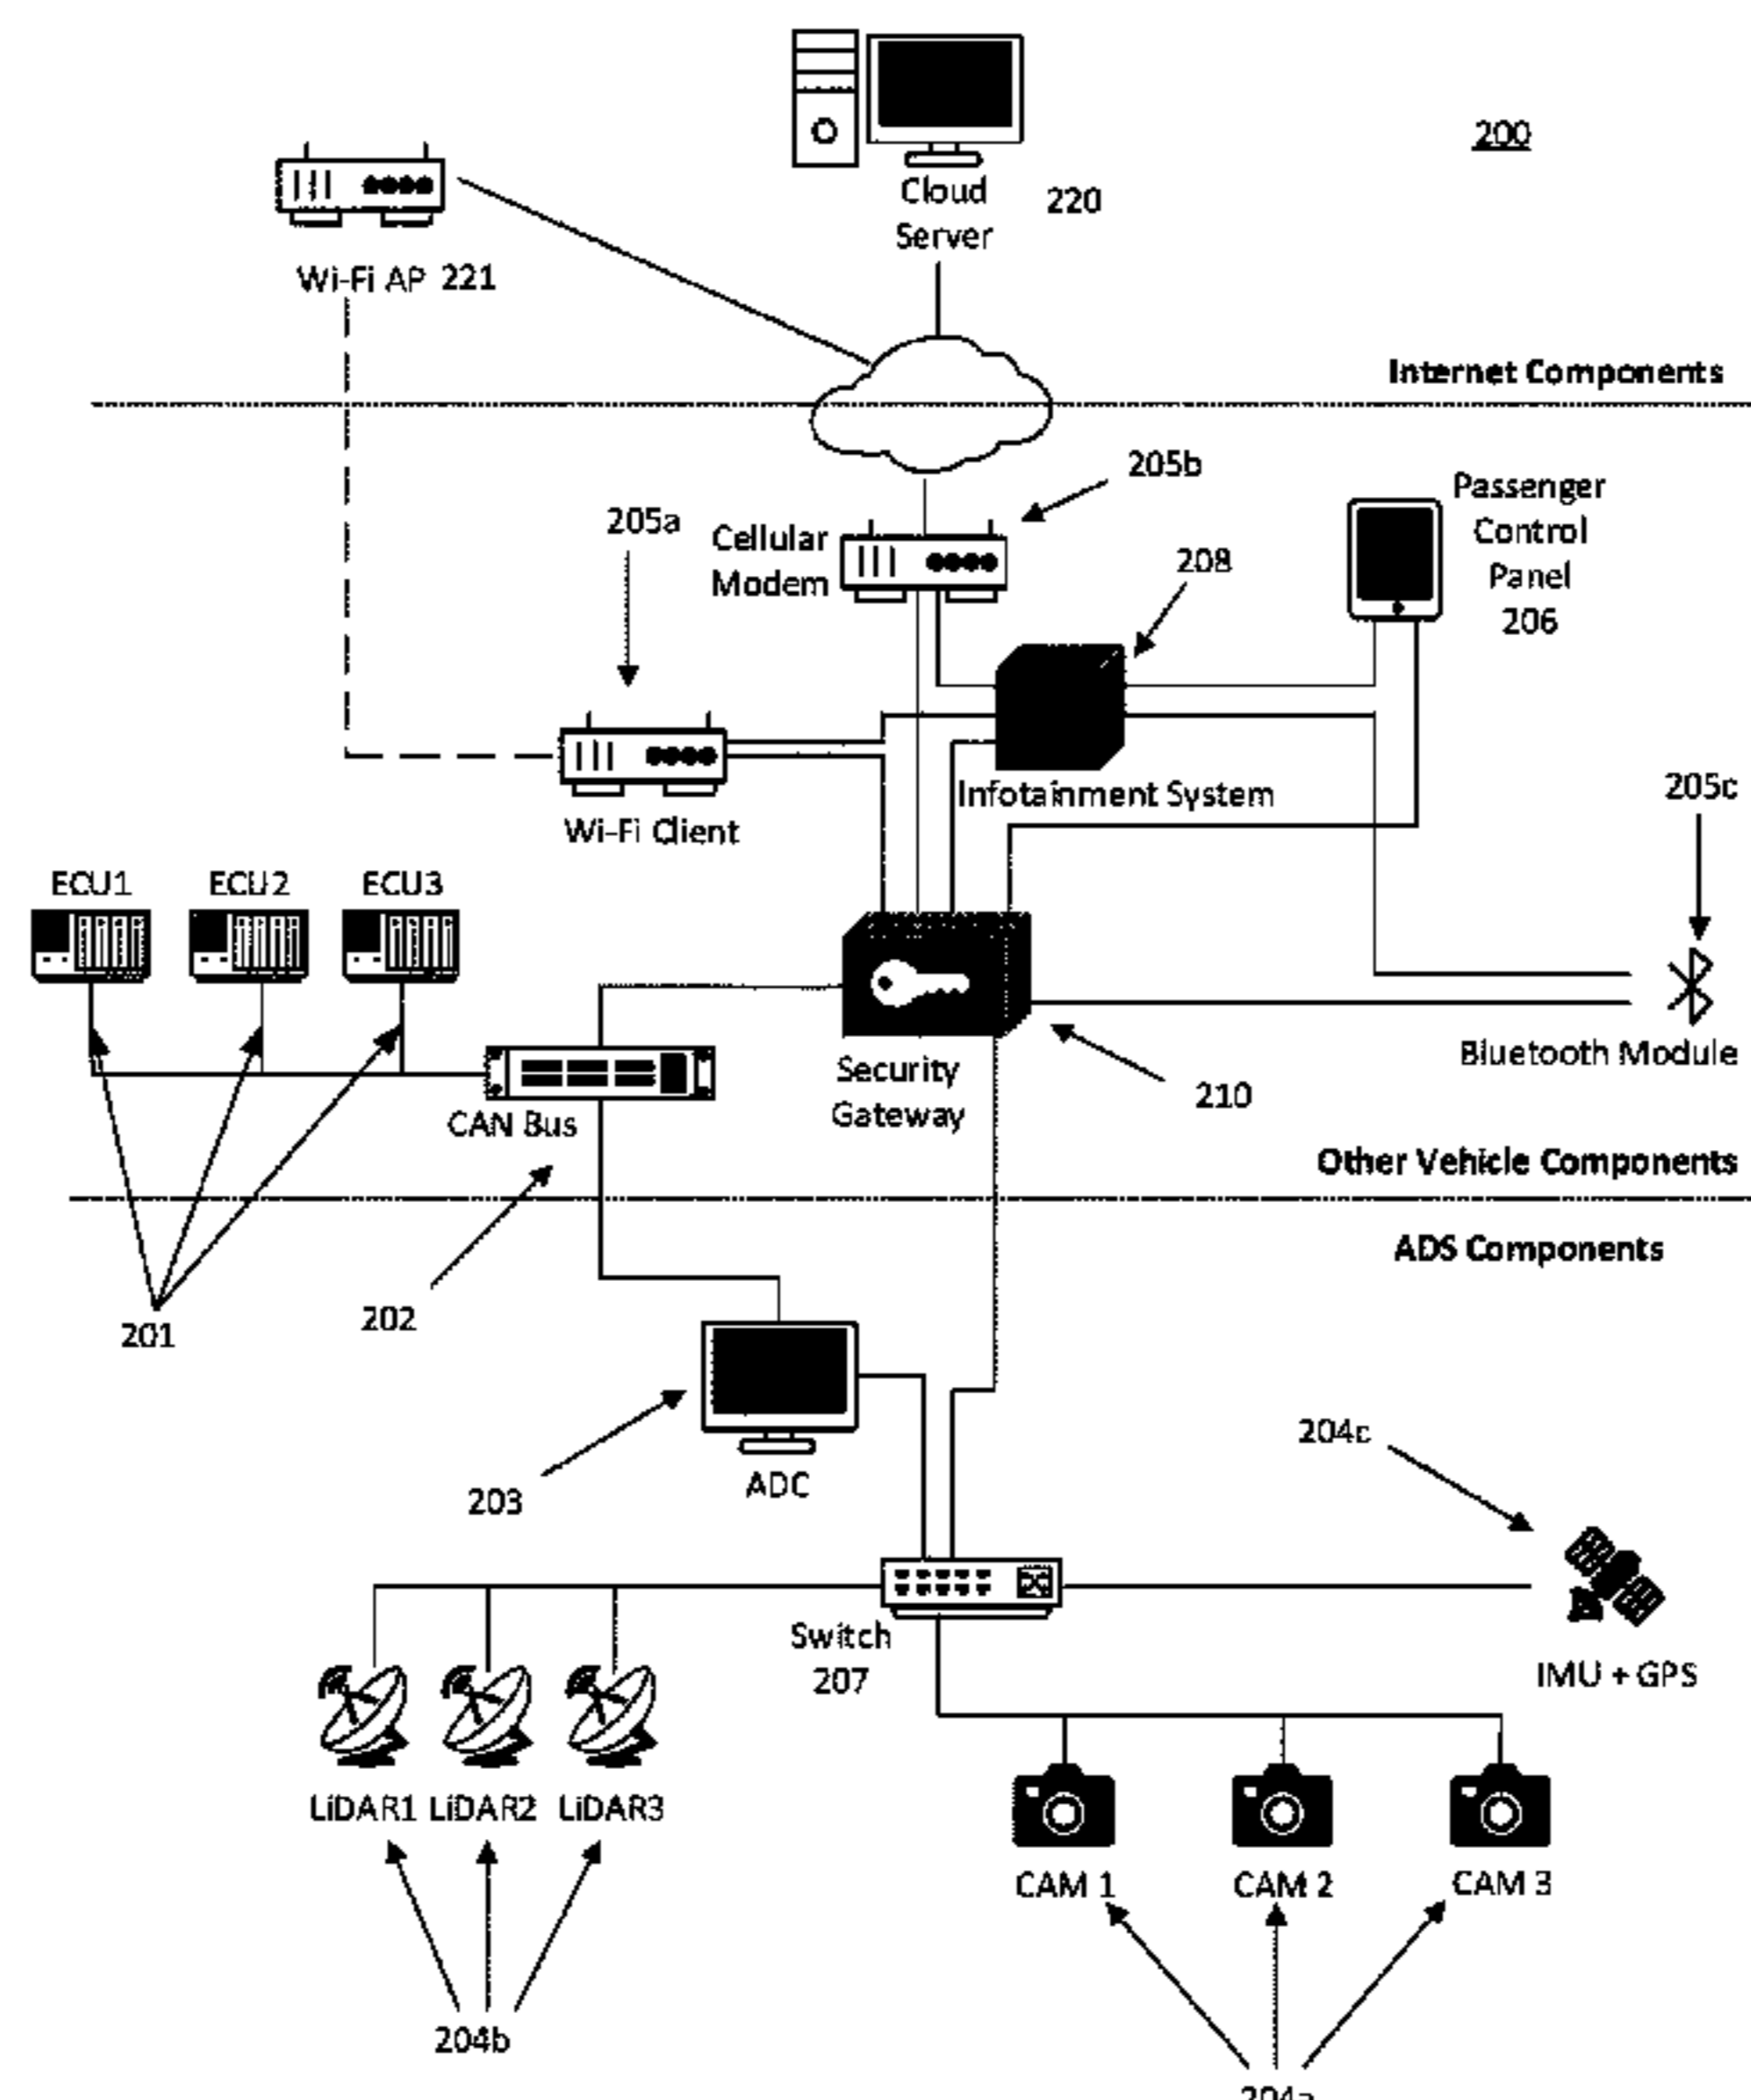 200
Cloud
Server
220
Wi-Fi AP 221
Internet Components
205b
205a
Cellular
Modem
208
Passenger
Control
Panel
206
Infotainment System
Wi-Fi Client
205c
ECU1
ECU2
ECU3
Security
Gateway
210
Bluetooth Module
CAN Bus
Other Vehicle Components
ADS Components
201
202
203
ADC
204c
Switch
207
IMU + GPS
LiDAR1
LiDAR2
LiDAR3
CAM 1
CAM 2
CAM 3
204b